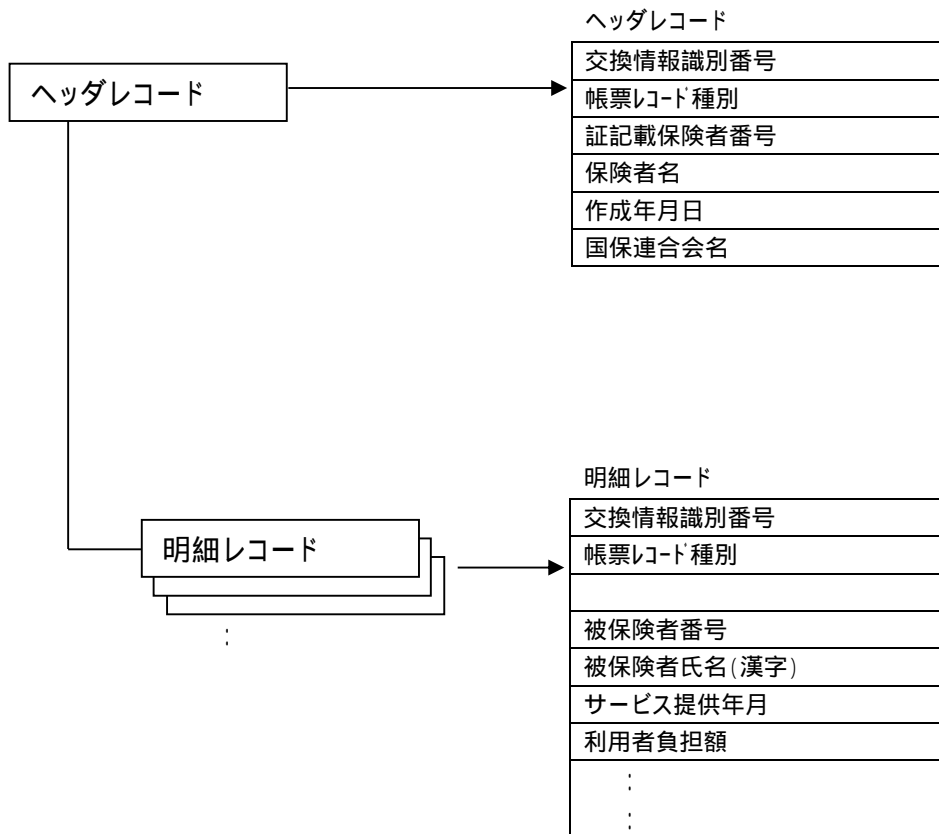 ヘッダレコード
ヘッダレコード
交換情報識別番号
帳票ﾚｺｰﾄﾞ種別
証記載保険者番号
保険者名
作成年月日
国保連合会名
明細レコード
明細レコード
交換情報識別番号
帳票ﾚｺｰﾄﾞ種別
被保険者番号
被保険者氏名(漢字)
サービス提供年月
利用者負担額
:
:
: